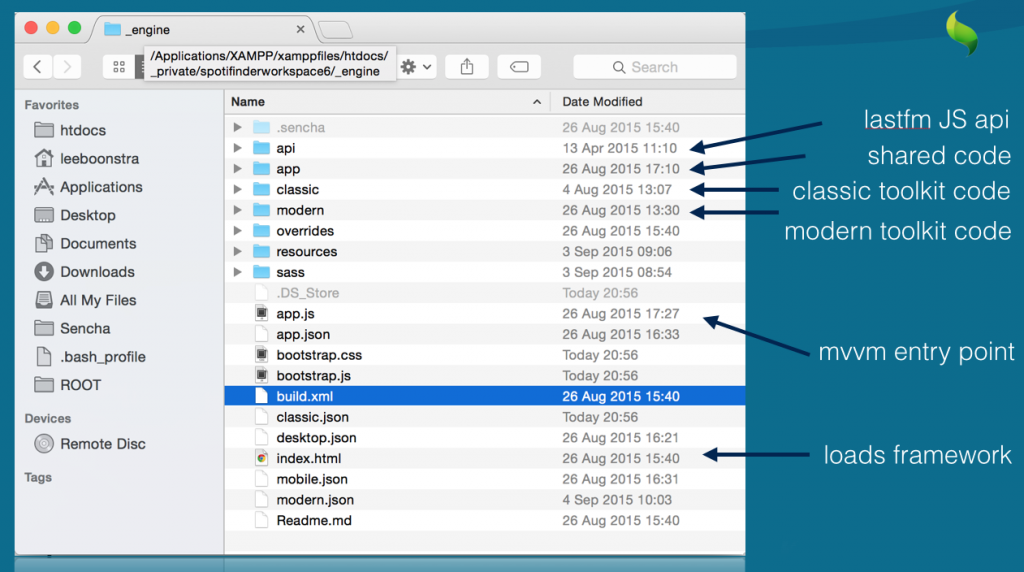 _engine
/Applications/XAMPP/xamppfiles/htdocs/
_private/spotifinderworkspace6/_engine
Search
Favorites
htdocs
leeboonstra
Applications
Desktop
Documents
Downloads
All My Files
Sencha
.bash_profile
ROOT
Devices
Remote Disc
Tags
Name Date Modified
.sencha 26 Aug 2015 15:40
api 13 Apr 2015 11:10
app 26 Aug 2015 17:10
classic 4 Aug 2015 13:07
modern 26 Aug 2015 13:30
overrides 26 Aug 2015 15:40
resources 3 Sep 2015 09:06
sass 3 Sep 2015 08:54
.DS_Store Today 20:56
app.js 26 Aug 2015 17:27
app.json 26 Aug 2015 16:33
bootstrap.css Today 20:56
bootstrap.js Today 20:56
build.xml 26 Aug 2015 15:40
classic.json Today 20:56
desktop.json 26 Aug 2015 16:21
index.html 26 Aug 2015 15:40
mobile.json 26 Aug 2015 16:31
modern.json 4 Sep 2015 10:03
Readme.md 26 Aug 2015 15:40
lastfm JS api
shared code
classic toolkit code
modern toolkit code
mvvm entry point
loads framework